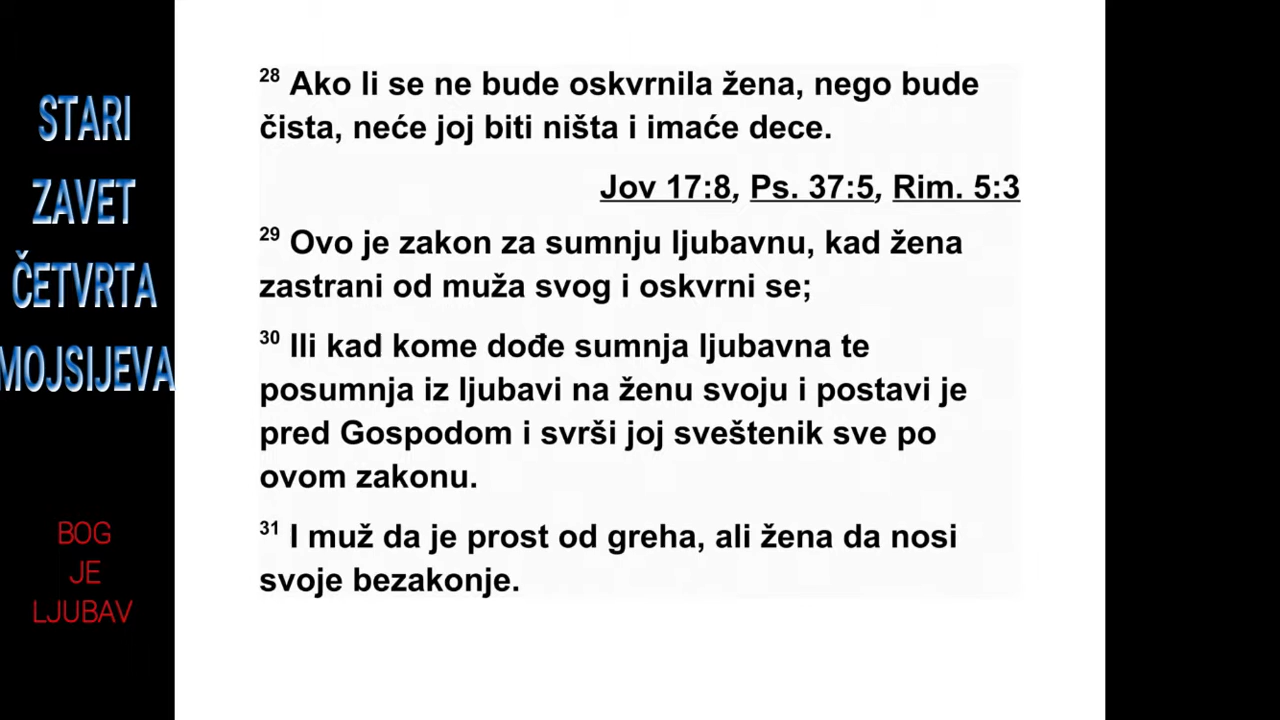 STARI
ZAVET
ČETVRTA
MOJSIJEVA
BOG
JE
LJUBAV
28 Ako li se ne bude oskvrnila žena, nego bude
čista, neće joj biti ništa i imaće dece.
Jov 17:8, Ps. 37:5, Rim. 5:3
29 Ovo je zakon za sumnju ljubavnu, kad žena
zastrani od muža svog i oskvrni se;
30 Ili kad kome dođe sumnja ljubavna te
posumnja iz ljubavi na ženu svoju i postavi je
pred Gospodom i svrši joj sveštenik sve po
ovom zakonu.
31 I muž da je prost od greha, ali žena da nosi
svoje bezakonje.